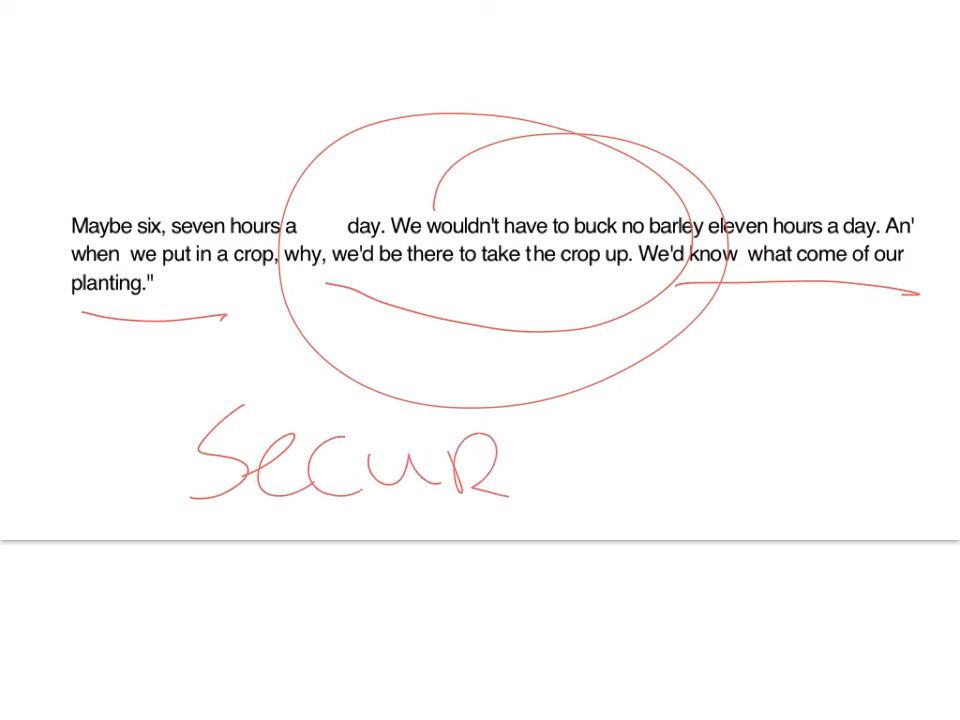 Maybe six, seven hours a day. We wouldn't have to buck no barley eleven hours a day. An'
when we put in a crop, why, we'd be there to take the crop up. We'd know what come of our
planting."
SecuR